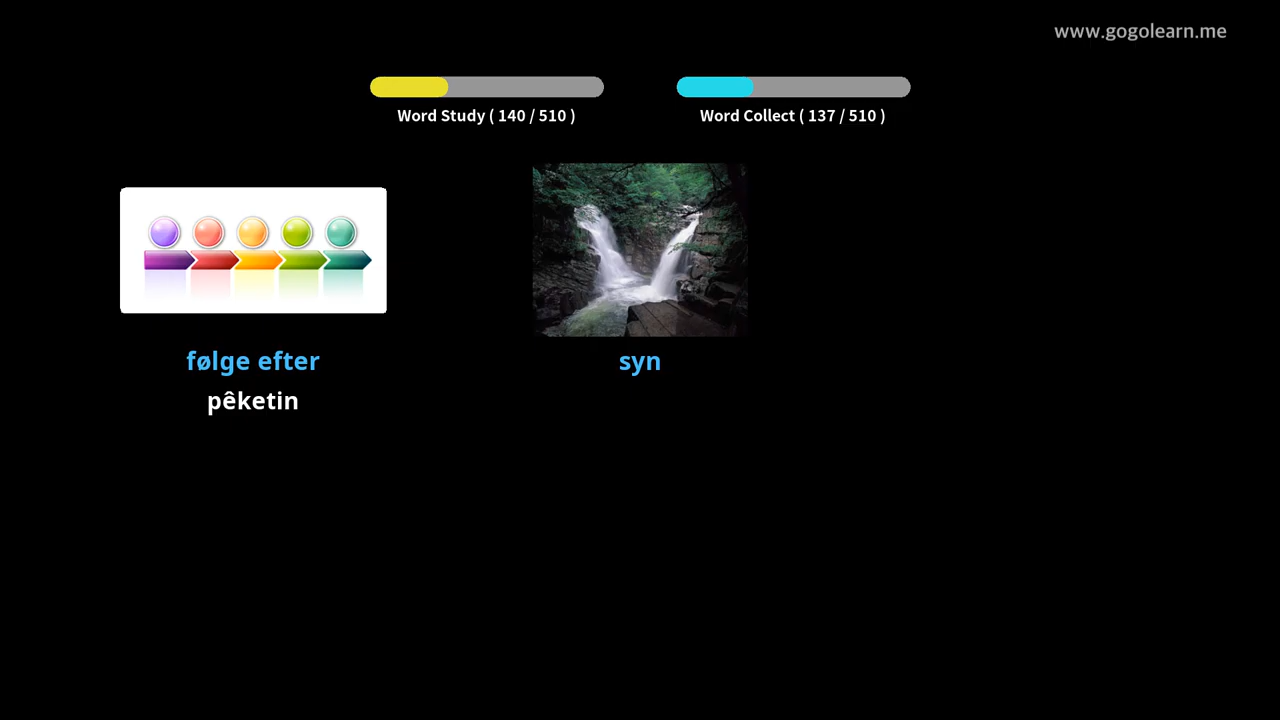 www.gogolearn.me
Word Study ( 140 / 510 )
Word Collect ( 137 / 510 )
følge efter
pêketin
syn